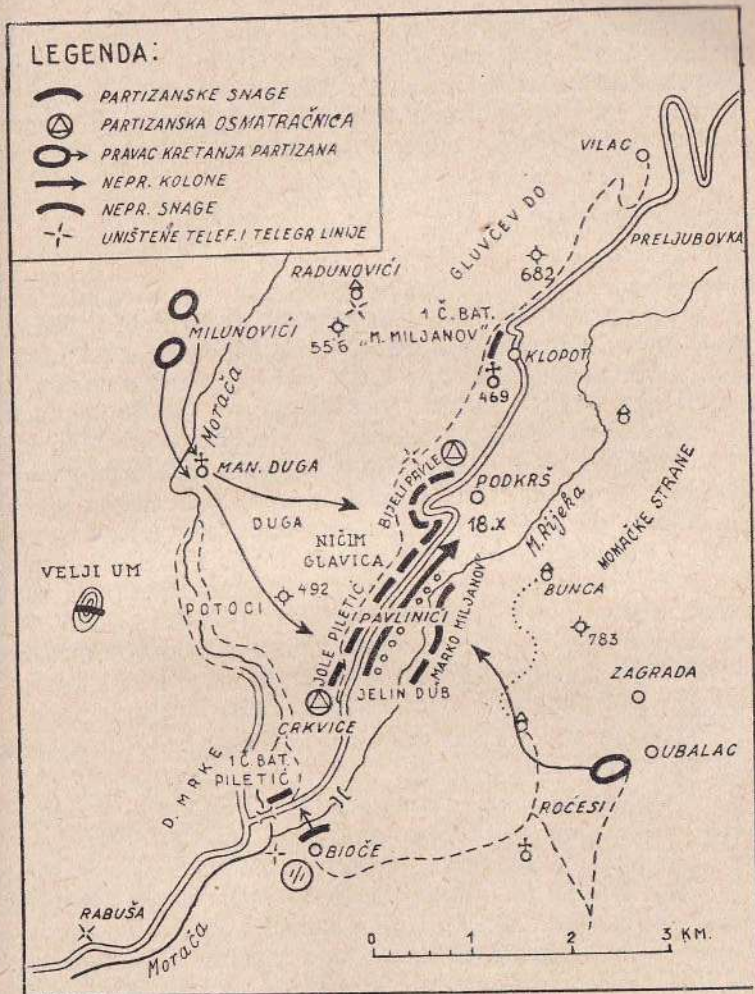 LEGENDA:
PARTIZANSKE SNAGE
PARTIZANSKA OSMATRAČNICA
PRAVAC KRETANJA PARTIZANA
NEPR. KOLONE
NEPR. SNAGE
UNIŠTENE TELEF. I TELEGR. LINIJE
VILAC
PRELJUBOVKA
GLUVČEV DO
682
RADUNOVIĆI
1 Č. BAT.
"M. MILJANOV"
556
MILUNOVIĆI
KLOPOT
469
Morača
MAN. DUGA
BIJELI PAVLE
PODKRŠ
18.X
M. Rijeka
MOMAČKE STRANE
DUGA
NIČIM
GLAVICA
VELJI UM
POTOCI
492
JOLE PILETIĆ
I PAVLINIĆI
"MARKO MILJANOV"
BUNCA
783
ZAGRADA
JELIN DUB
CRKVICE
UBALAC
1 Č. BAT.
PILETIĆ
D. MRKE
ROĆESI
BIOČE
RABUŠA
Morača
0 1 2 3 KM.